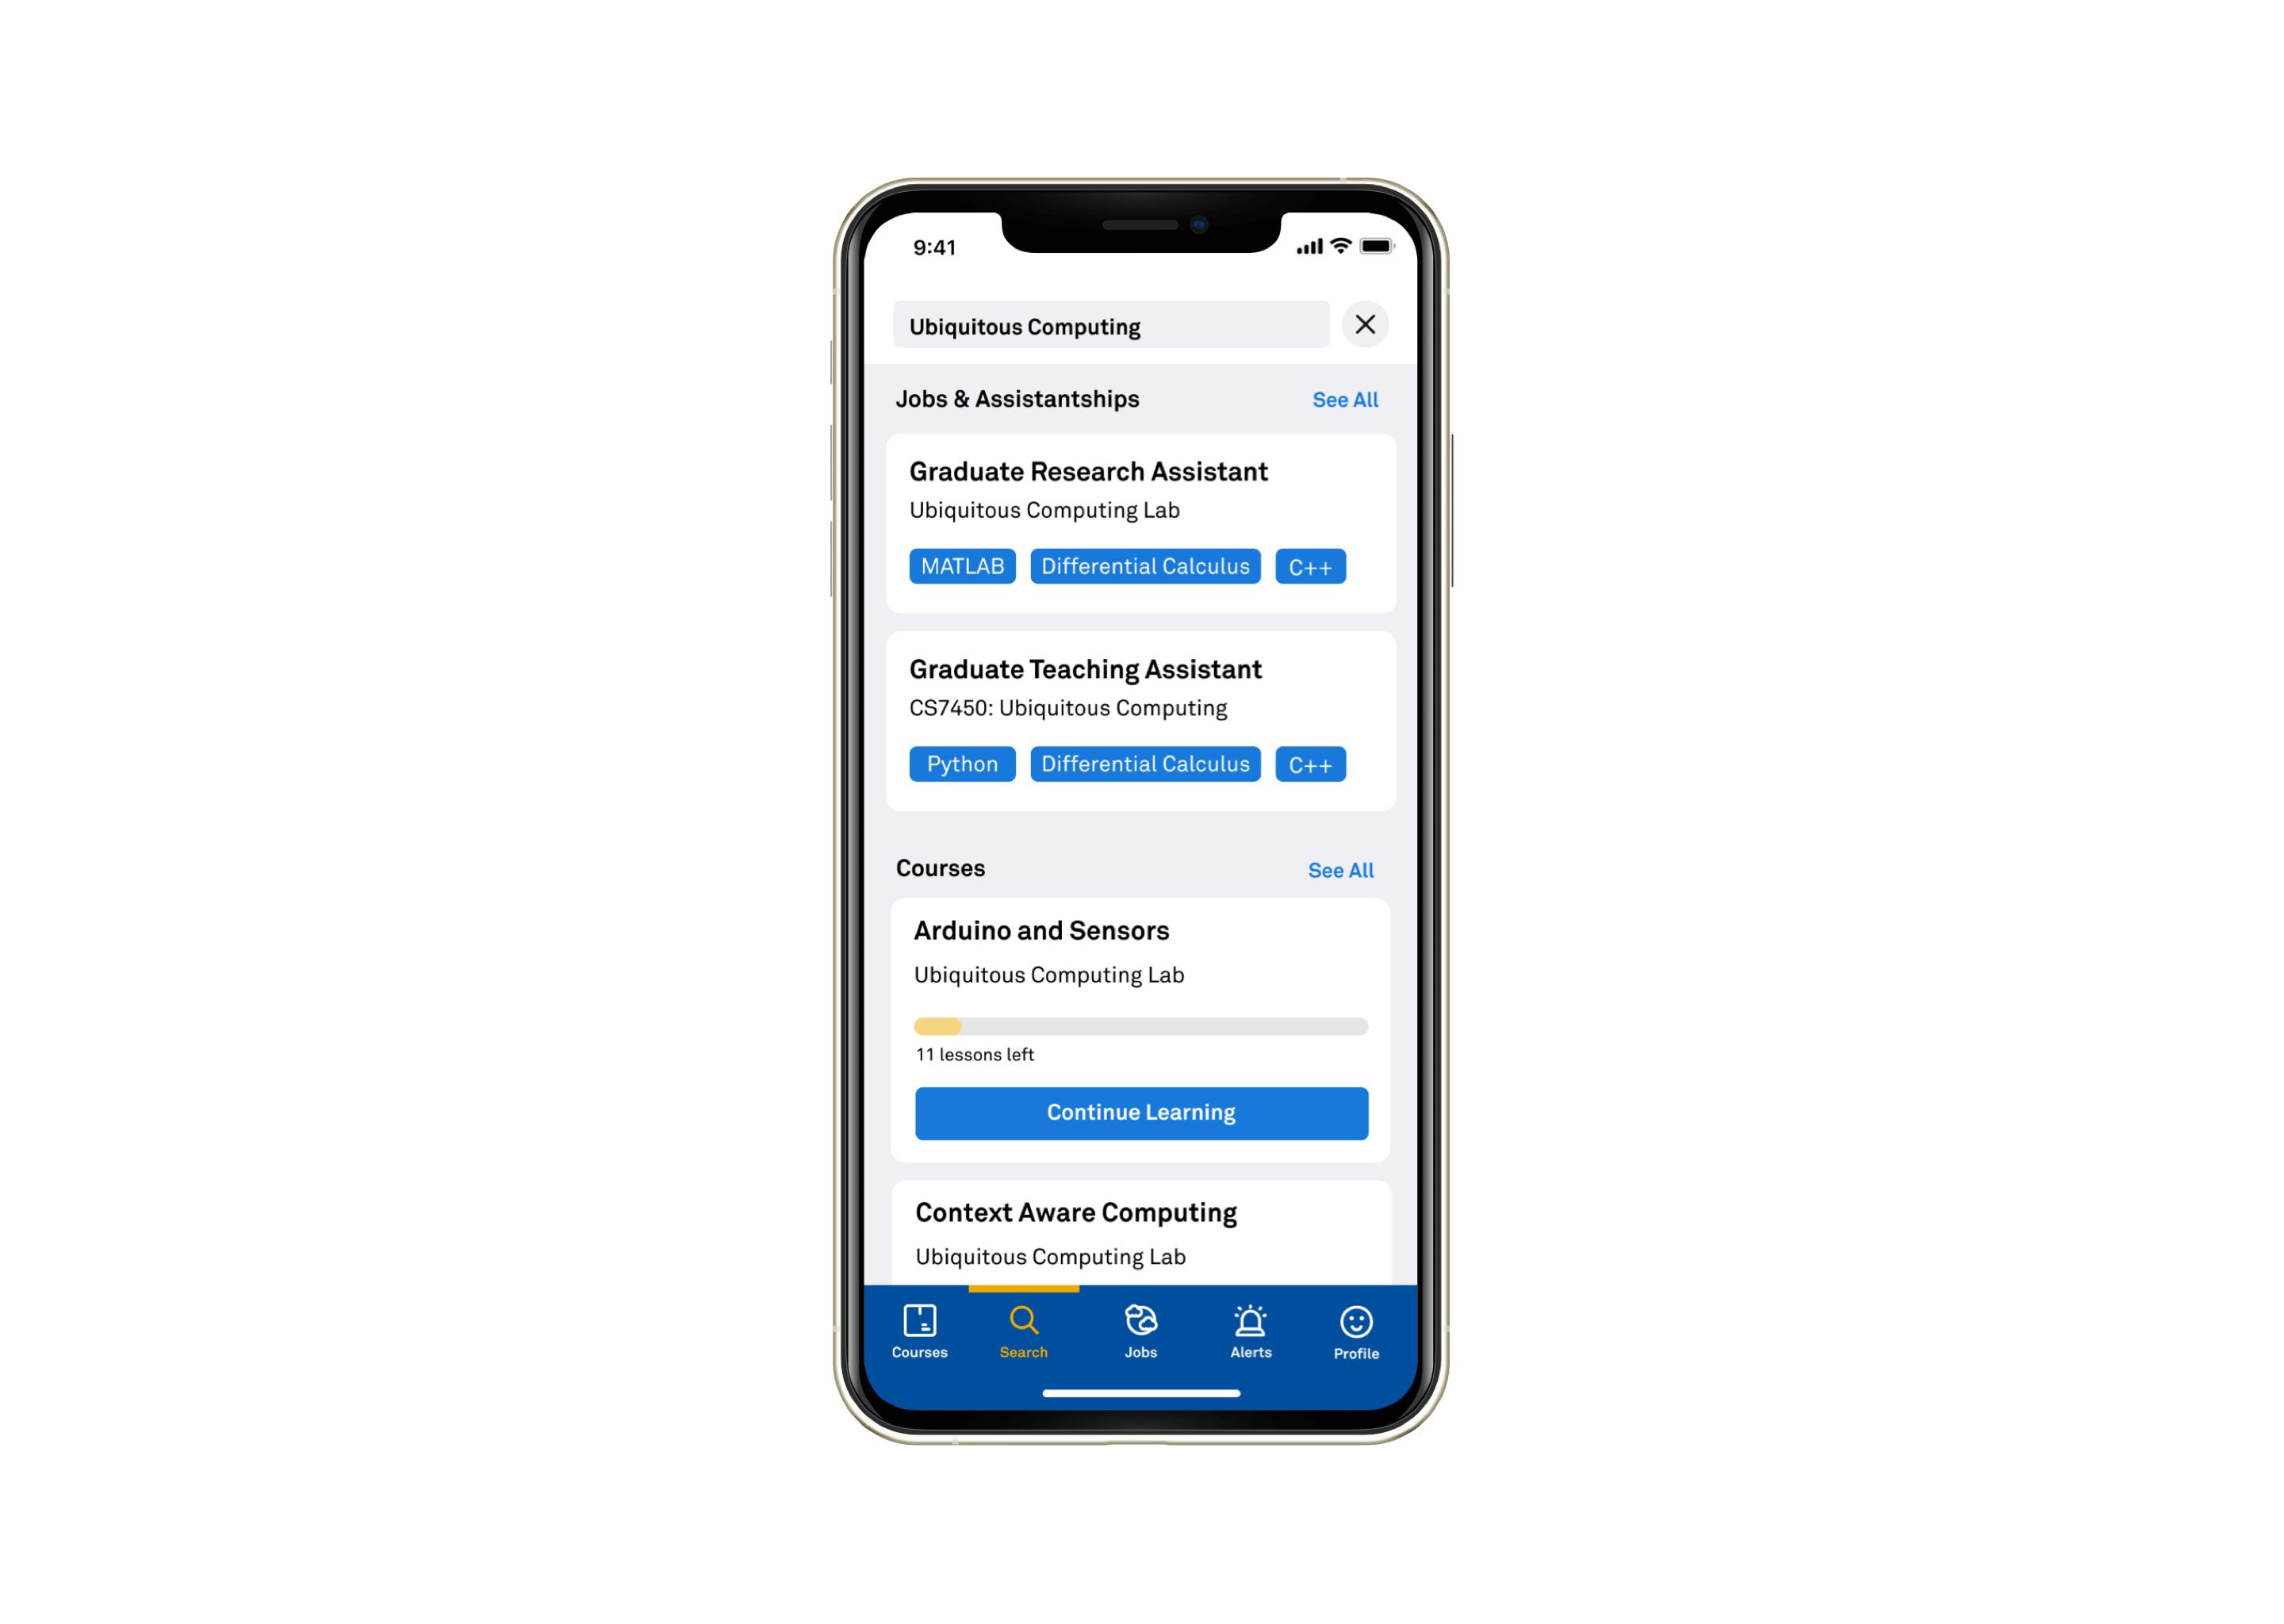 9:41
Ubiquitous Computing
Jobs & Assistantships See All
Graduate Research Assistant
Ubiquitous Computing Lab
MATLAB Differential Calculus C++
Graduate Teaching Assistant
CS7450: Ubiquitous Computing
Python Differential Calculus C++
Courses See All
Arduino and Sensors
Ubiquitous Computing Lab
11 lessons left
Continue Learning
Context Aware Computing
Ubiquitous Computing Lab
Courses Search Jobs Alerts Profile